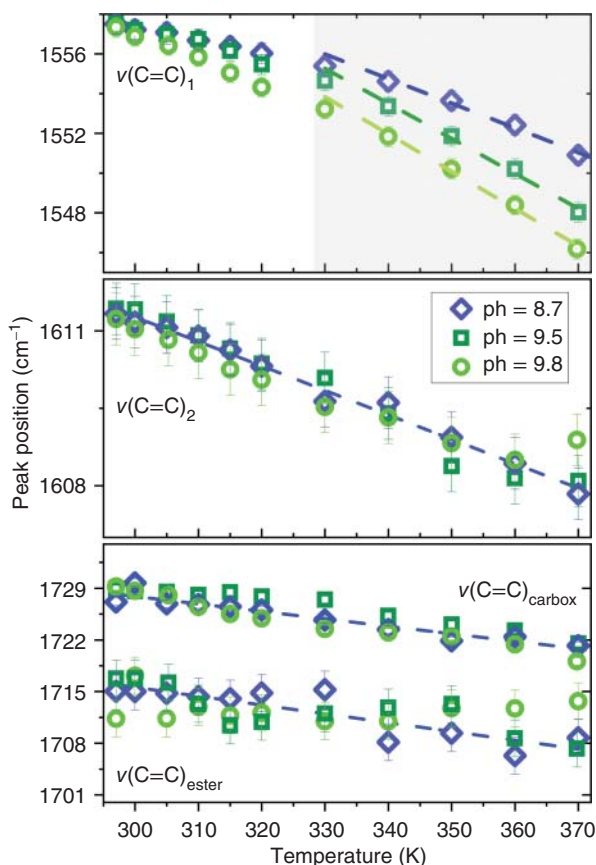 1556
1552
1548
ν(C=C)1
1611
1608
ν(C=C)2
ph = 8.7
ph = 9.5
ph = 9.8
Peak position (cm−1)
1729
1722
1715
1708
1701
ν(C=C)carbox
ν(C=C)ester
300 310 320 330 340 350 360 370
Temperature (K)